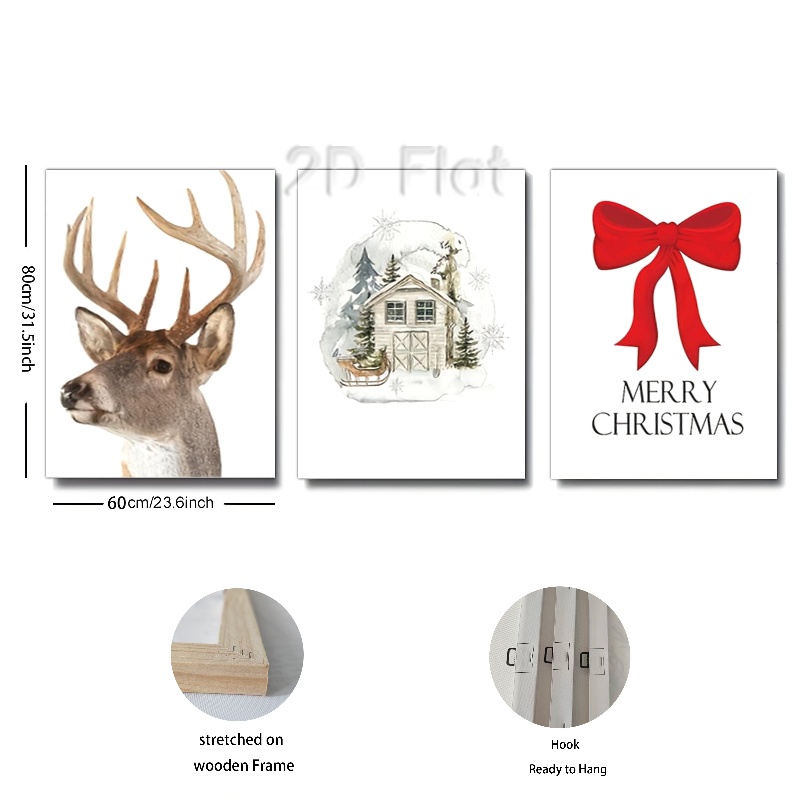 2D Flat
80cm/31.5inch
MERRY
CHRISTMAS
60cm/23.6inch
stretched on
wooden Frame
Hook
Ready to Hang